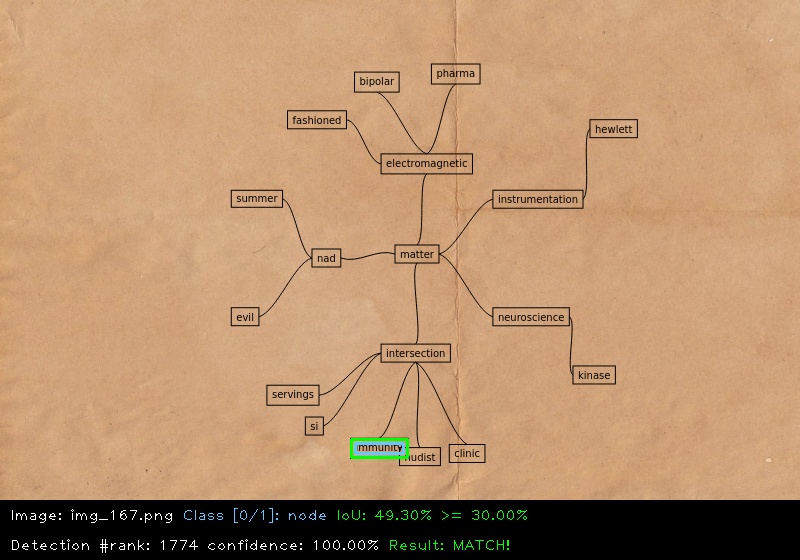 pharma
bipolar
fashioned
hewlett
electromagnetic
summer
instrumentation
matter
nad
evil
neuroscience
intersection
kinase
servings
si
mmunity
nudist
clinic
Image: img_167.png Class [0/1]: node IoU: 49.30% >= 30.00%
Detection #rank: 1774 confidence: 100.00% Result: MATCH!